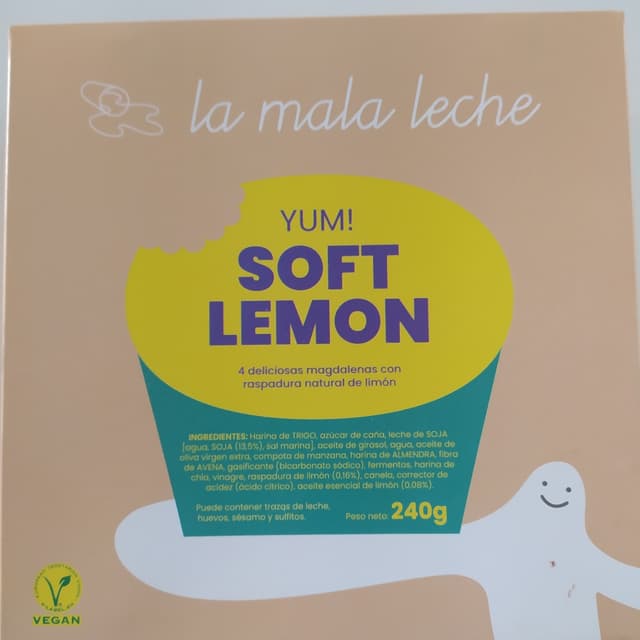 la mala leche
YUM!
SOFT
LEMON
4 deliciosas magdalenas con
raspadura natural de limón
INGREDIENTES: Harina de TRIGO, azúcar de caña, leche de SOJA
[agua, SOJA (13,5%), sal marina], aceite de girasol, agua, aceite de
oliva virgen extra, compota de manzana, harina de ALMENDRA, fibra
de AVENA, gasificante (bicarbonato sódico), fermentos, harina de
chía, vinagre, raspadura de limón (0,16%), canela, corrector de
acidez (ácido cítrico), aceite esencial de limón (0,08%).
Puede contener trazas de leche,
huevos, sésamo y sulfitos.
Peso neto: 240g
VEGAN